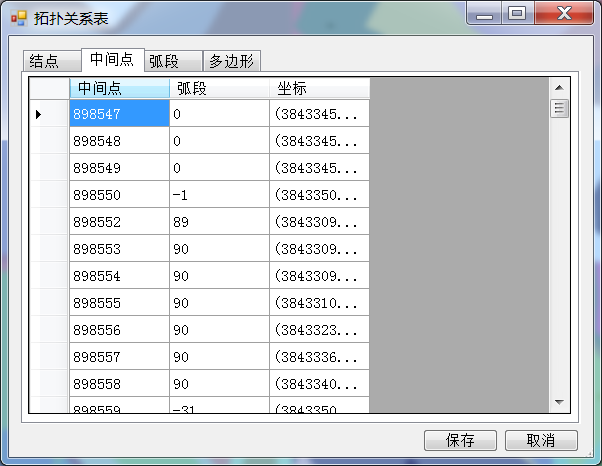 拓扑关系表
结点 中间点 弧段 多边形
中间点 弧段 坐标
898547 0 (3843345...
898548 0 (3843345...
898549 0 (3843345...
898550 -1 (3843350...
898552 89 (3843309...
898553 90 (3843309...
898554 90 (3843309...
898555 90 (3843310...
898556 90 (3843323...
898557 90 (3843336...
898558 90 (3843340...
898559 -31 (3843350...
保存 取消